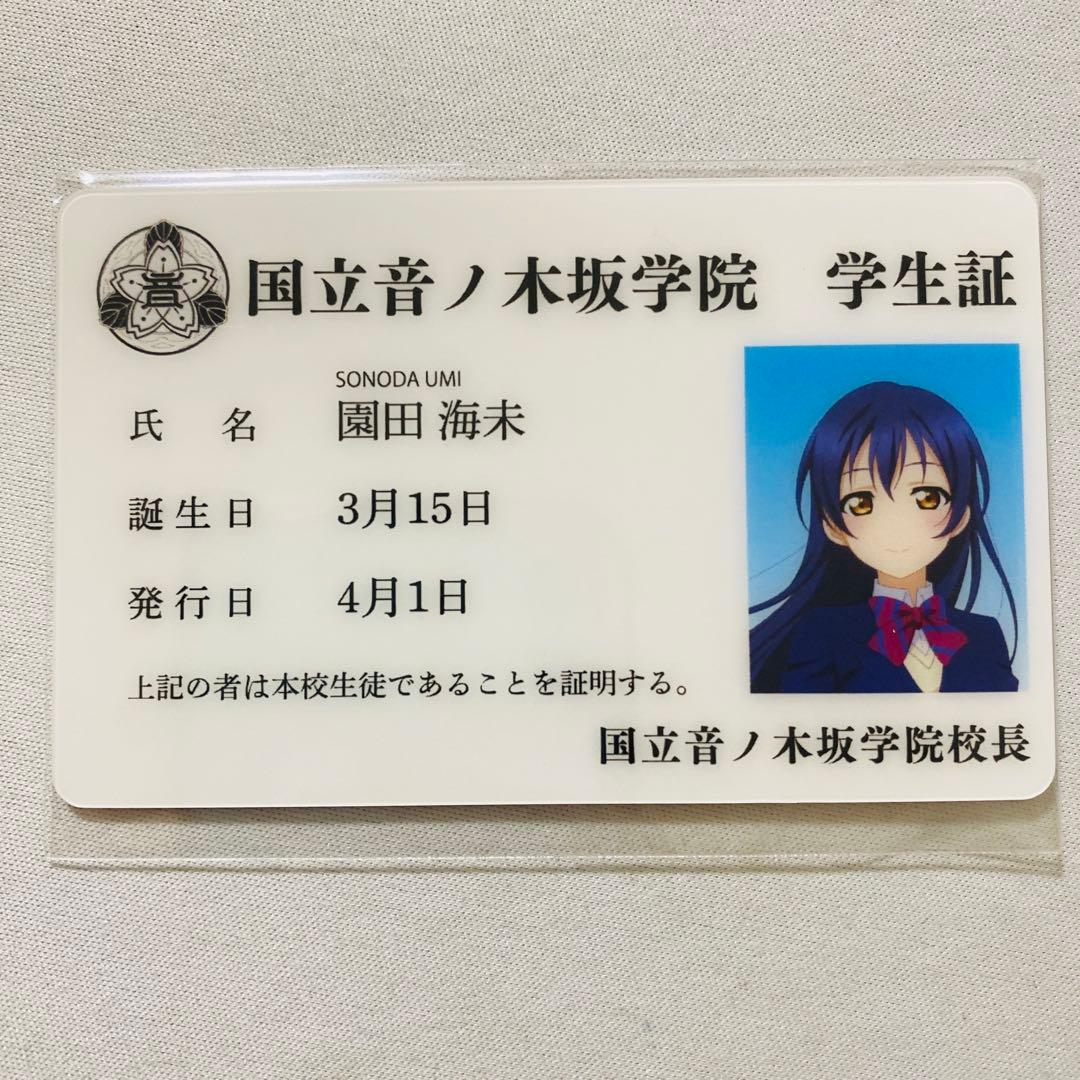 音
国立音ノ木坂学院 学生証
SONODA UMI
氏 名 園田 海未
誕生日 3月15日
発行日 4月1日
上記の者は本校生徒であることを証明する。
国立音ノ木坂学院校長